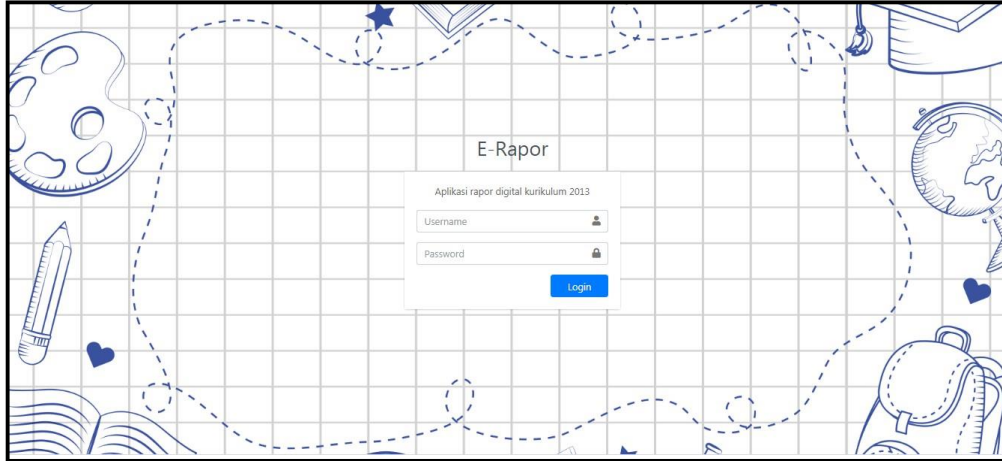 E-Rapor
Aplikasi rapor digital kurikulum 2013
Username
Password
Login